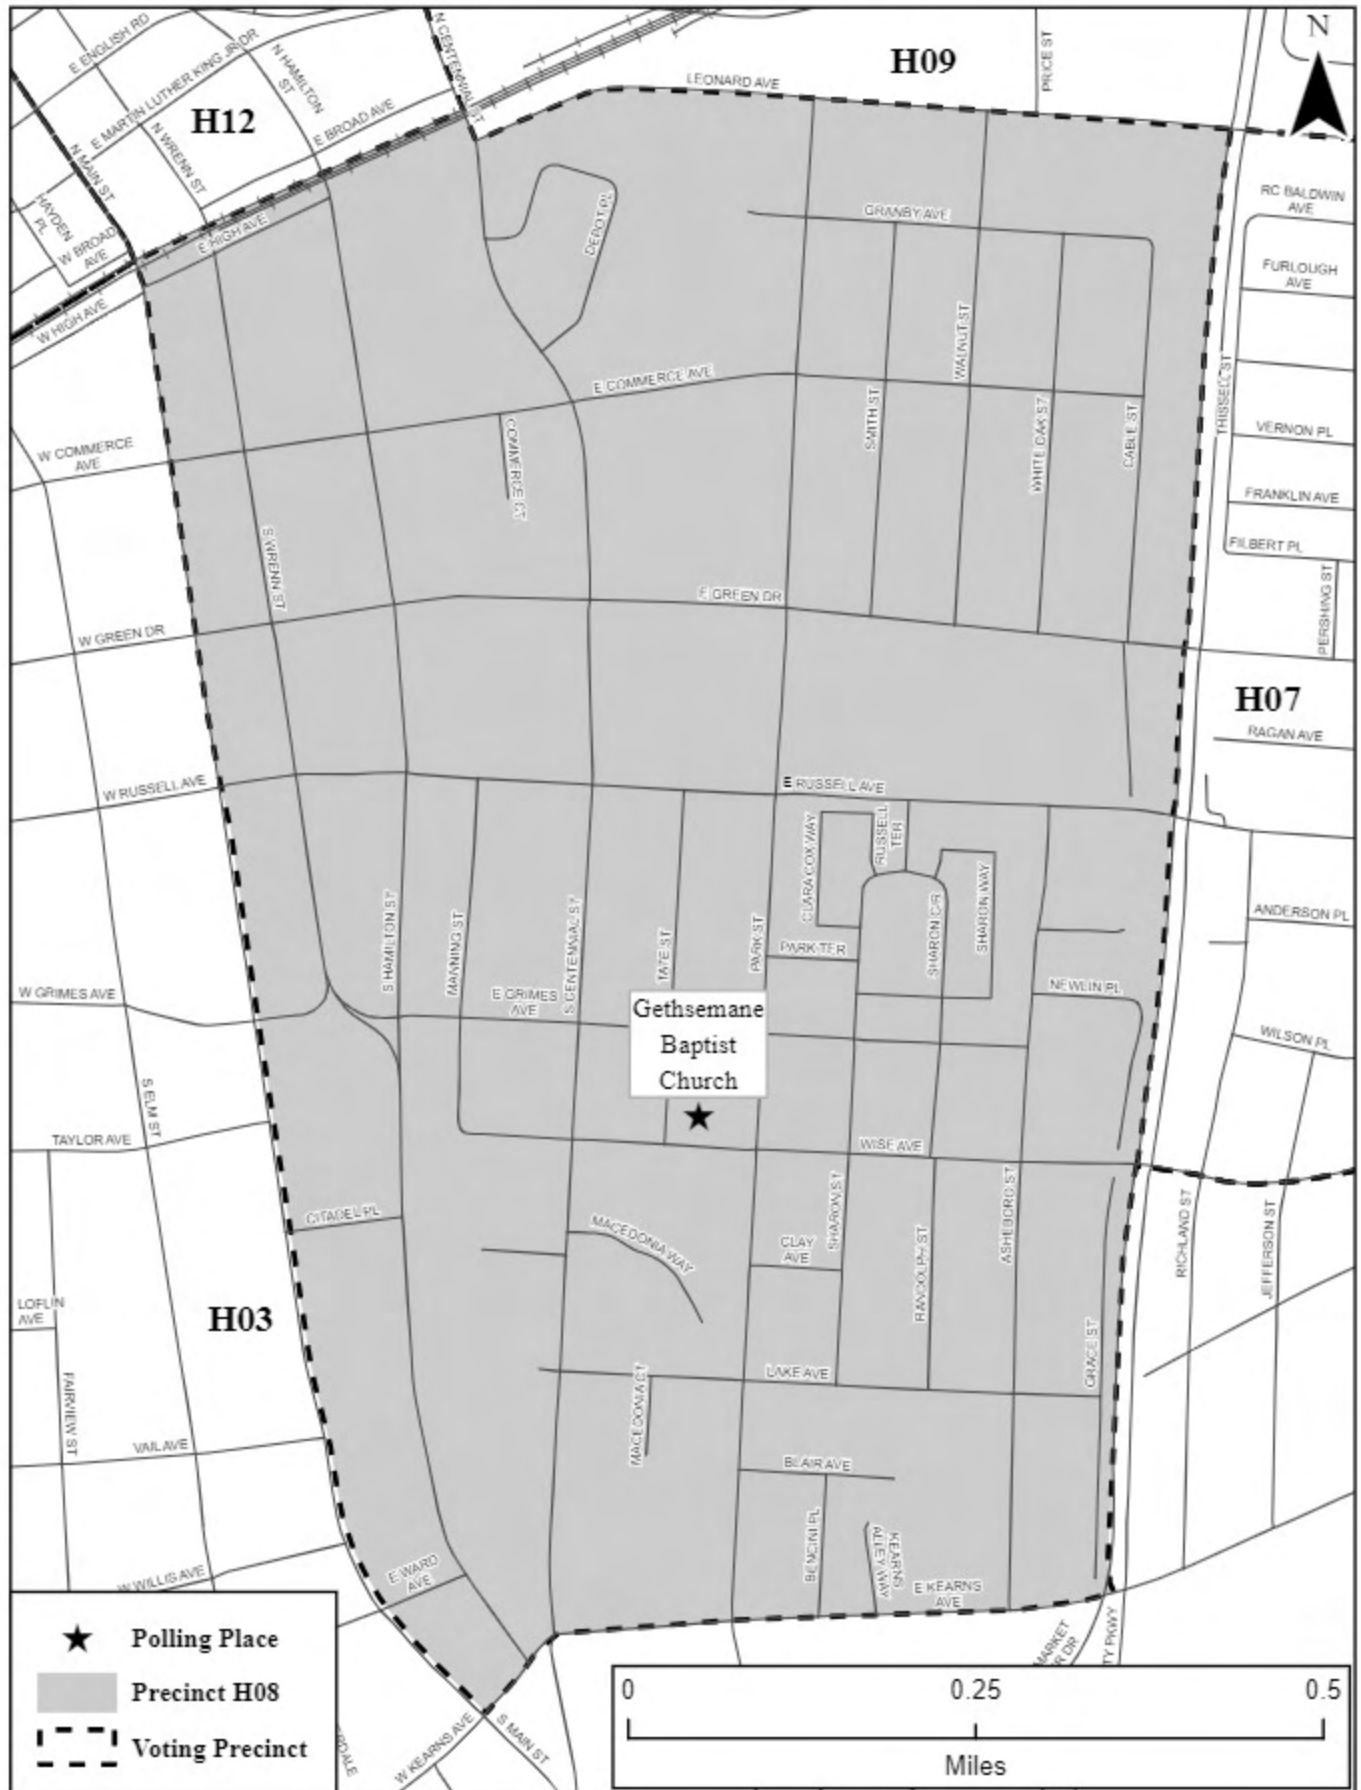 E ENGLISH RD
E MARTIN LUTHER KING JR DR
N HAMILTON
ST
N CENTENNIAL ST
H12
E BROAD AVE
N WRENN ST
N MAIN ST
HAYDEN
PL
W BROAD
AVE
E HIGH AVE
W HIGH AVE
LEONARD AVE
H09
PRICE ST
N
RC BALDWIN
AVE
FURLOUGH
AVE
DEPOT PL
GRANBY AVE
WALNUT ST
E COMMERCE AVE
SMITH ST
WHITE OAK ST
CABLE ST
THISSELL ST
VERNON PL
FRANKLIN AVE
FILBERT PL
PERSHING ST
W COMMERCE
AVE
COMMERCE CT
S WRENN ST
E GREEN DR
W GREEN DR
H07
RAGAN AVE
W RUSSELL AVE
E RUSSELL AVE
CLARA COX WAY
RUSSELL
TER
SHARON CIR
SHARON WAY
ANDERSON PL
S HAMILTON ST
MANNING ST
S CENTENNIAL ST
TATE ST
PARK ST
PARK TER
NEWLIN PL
WILSON PL
W GRIMES AVE
E GRIMES
AVE
Gethsemane
Baptist
Church
S ELM ST
TAYLOR AVE
WISE AVE
CITADEL PL
MACEDONIA WAY
CLAY
AVE
SHARON ST
RANDOLPH ST
ASHEBORO ST
RICHLAND ST
JEFFERSON ST
LOFLIN
AVE
H03
GRACE ST
FAIRVIEW ST
LAKE AVE
MACEDONIA CT
VAIL AVE
BLAIR AVE
BENCINI PL
KEARNS
ALLEY WAY
E WARD
AVE
E KEARNS
AVE
W WILLIS AVE
MARKET
R DR
TY PKWY
W KEARNS AVE
S MAIN ST
RDALE
Polling Place
Precinct H08
Voting Precinct
0 0.25 0.5
Miles